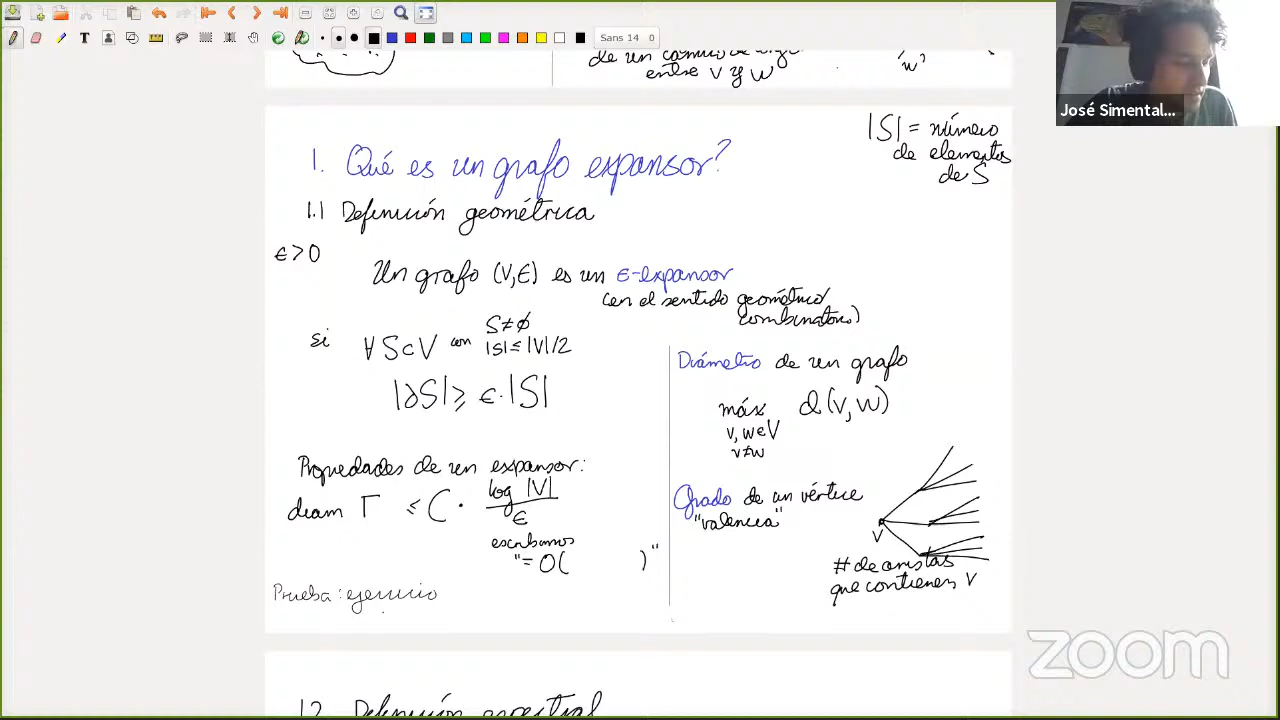 Sans 14 0
José Simental...
de un camino
entre v y w
w'
|S| = número
de elementos
de S
1. Qué es un grafo expansor?
1.1 Definición geométrica
ϵ>0
Un grafo (V,E) es un ϵ-expansor
(en el sentido geométrico/
combinatorio)
si ∀ S⊂V con S≠∅
|S|≤|V|/2
|∂S| ≥ ϵ·|S|
Propiedades de un expansor:
diam Γ ≤ C · log |V| / ϵ
escribimos
"= O( )"
Prueba: ejercicio
Diámetro de un grafo
máx d(v,w)
v,w∈V
v≠w
Grado de un vértice
"valencia"
v
# de aristas
que contienen v
1.2 Definición espectral
zoom